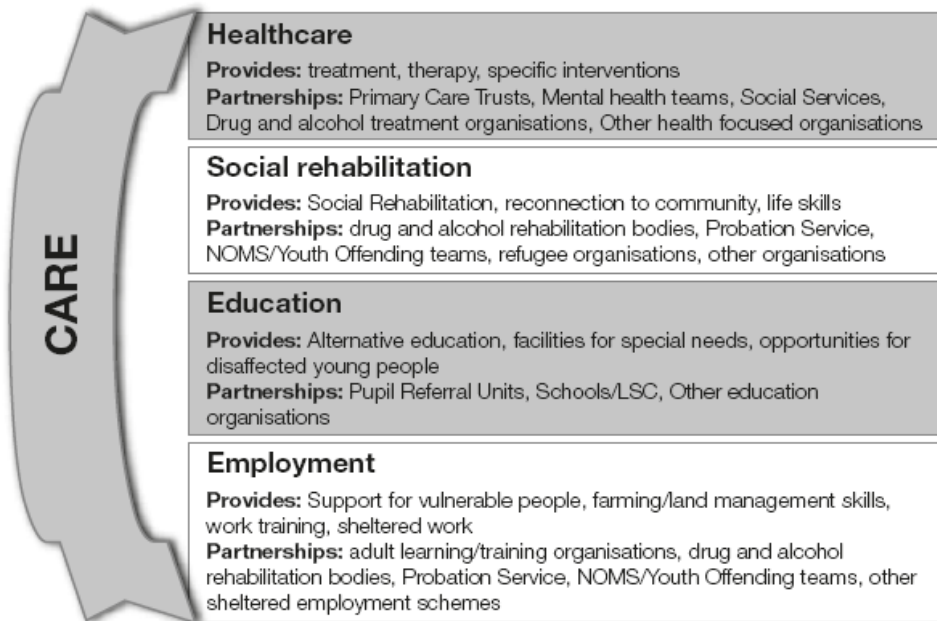 CARE
Healthcare
Provides: treatment, therapy, specific interventions
Partnerships: Primary Care Trusts, Mental health teams, Social Services,
Drug and alcohol treatment organisations, Other health focused organisations
Social rehabilitation
Provides: Social Rehabilitation, reconnection to community, life skills
Partnerships: drug and alcohol rehabilitation bodies, Probation Service,
NOMS/Youth Offending teams, refugee organisations, other organisations
Education
Provides: Alternative education, facilities for special needs, opportunities for
disaffected young people
Partnerships: Pupil Referral Units, Schools/LSC, Other education
organisations
Employment
Provides: Support for vulnerable people, farming/land management skills,
work training, sheltered work
Partnerships: adult learning/training organisations, drug and alcohol
rehabilitation bodies, Probation Service, NOMS/Youth Offending teams, other
sheltered employment schemes